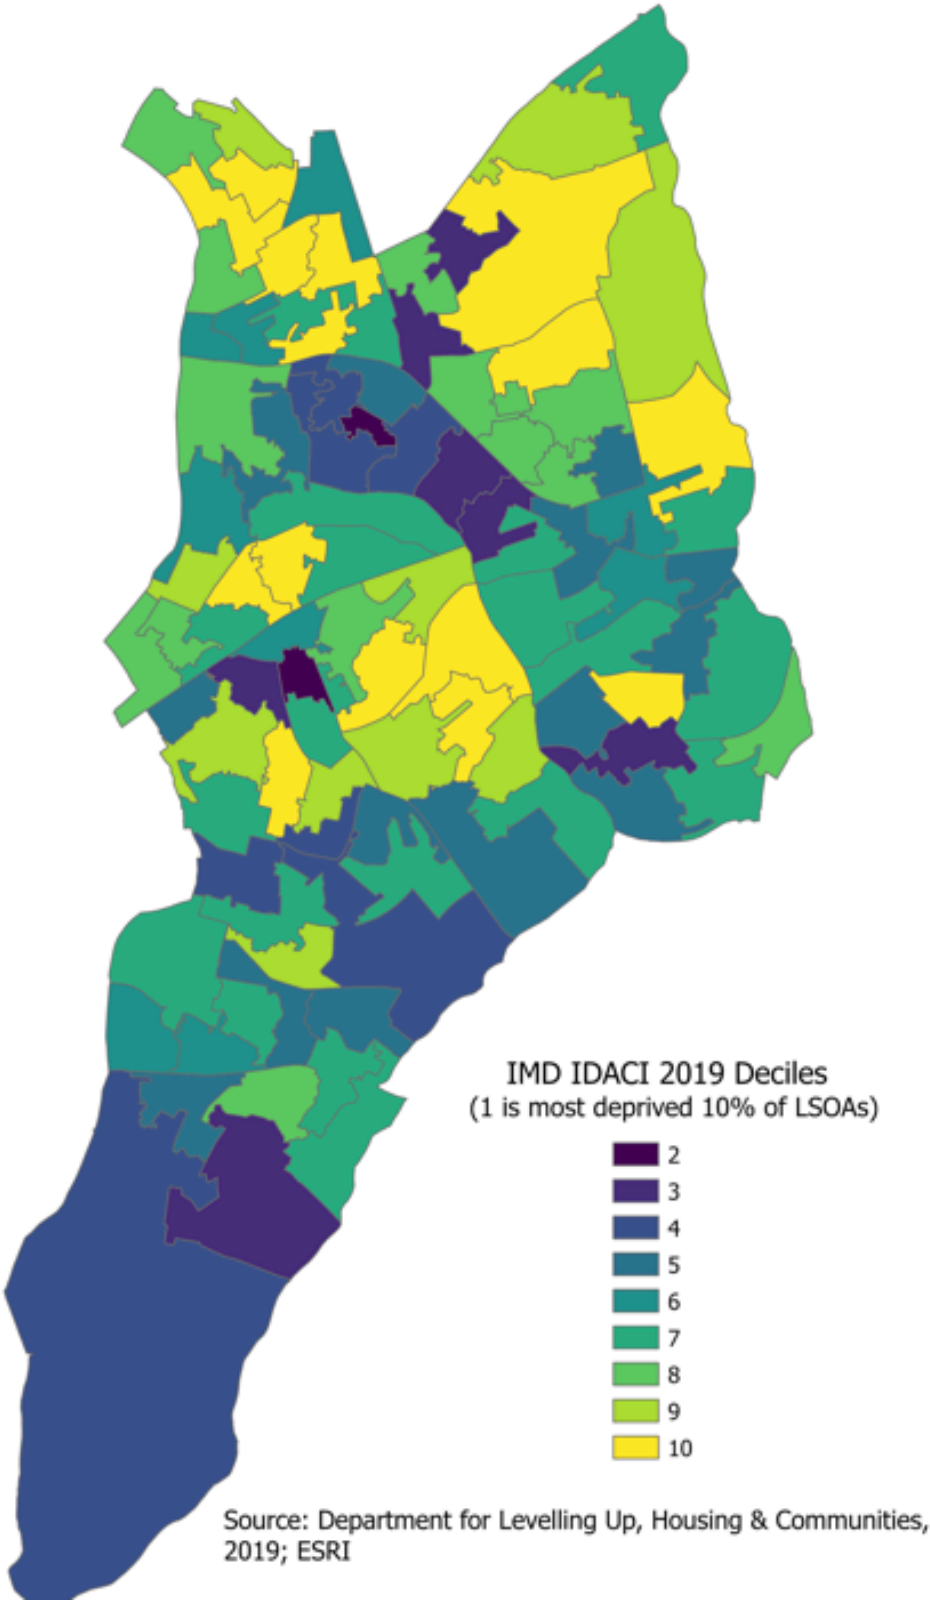 IMD IDACI 2019 Deciles
(1 is most deprived 10% of LSOAs)
2
3
4
5
6
7
8
9
10
Source: Department for Levelling Up, Housing & Communities,
2019; ESRI